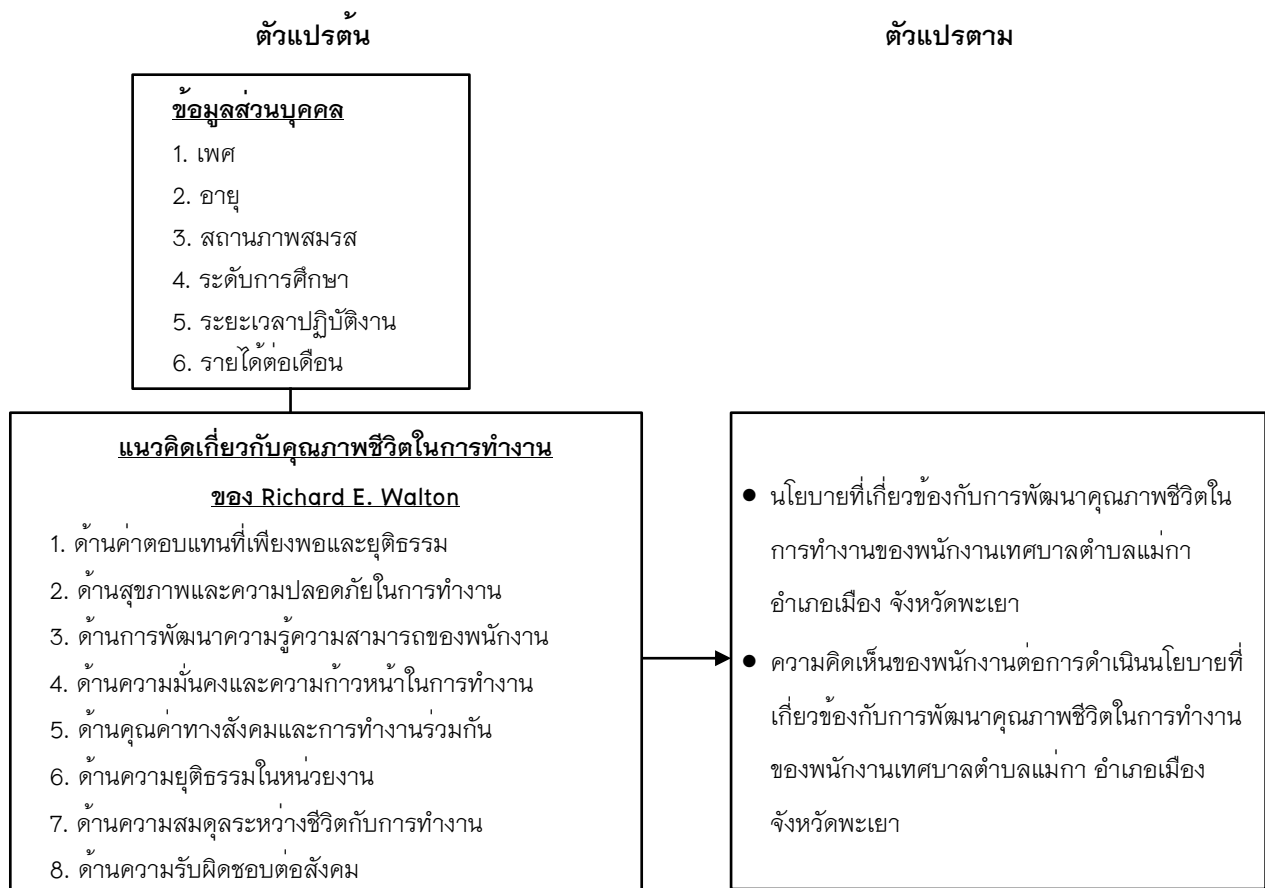 ตัวแปรต้น
ตัวแปรตาม
ข้อมูลส่วนบุคคล
1. เพศ
2. อายุ
3. สถานภาพสมรส
4. ระดับการศึกษา
5. ระยะเวลาปฏิบัติงาน
6. รายได้ต่อเดือน
แนวคิดเกี่ยวกับคุณภาพชีวิตในการทำงาน
ของ Richard E. Walton
1. ด้านค่าตอบแทนที่เพียงพอและยุติธรรม
2. ด้านสุขภาพและความปลอดภัยในการทำงาน
3. ด้านการพัฒนาความรู้ความสามารถของพนักงาน
4. ด้านความมั่นคงและความก้าวหน้าในการทำงาน
5. ด้านคุณค่าทางสังคมและการทำงานร่วมกัน
6. ด้านความยุติธรรมในหน่วยงาน
7. ด้านความสมดุลระหว่างชีวิตกับการทำงาน
8. ด้านความรับผิดชอบต่อสังคม
● นโยบายที่เกี่ยวข้องกับการพัฒนาคุณภาพชีวิตใน
การทำงานของพนักงานเทศบาลตำบลแม่กา
อำเภอเมือง จังหวัดพะเยา
● ความคิดเห็นของพนักงานต่อการดำเนินนโยบายที่
เกี่ยวข้องกับการพัฒนาคุณภาพชีวิตในการทำงาน
ของพนักงานเทศบาลตำบลแม่กา อำเภอเมือง
จังหวัดพะเยา